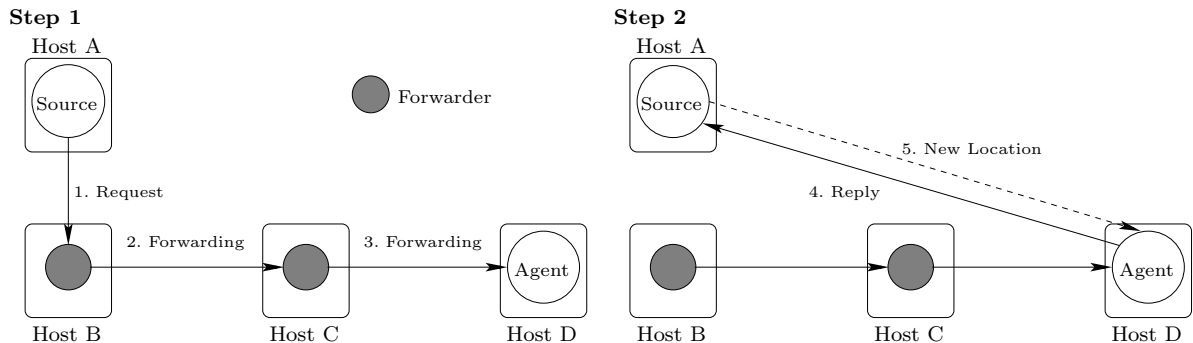 Step 1
Host A
Source
Forwarder
1. Request
2. Forwarding
3. Forwarding
Agent
Host B
Host C
Host D
Step 2
Host A
Source
5. New Location
4. Reply
Agent
Host B
Host C
Host D